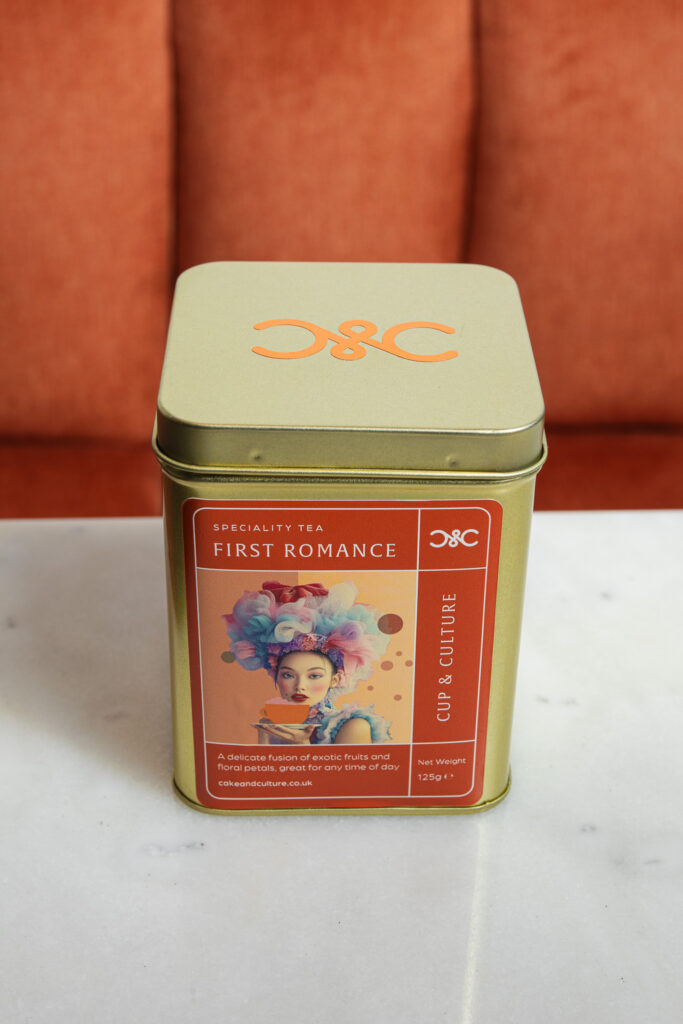 C&C
SPECIALITY TEA
FIRST ROMANCE
C&C
CUP & CULTURE
A delicate fusion of exotic fruits and
floral petals, great for any time of day
cakeandculture.co.uk
Net Weight
125g ℮